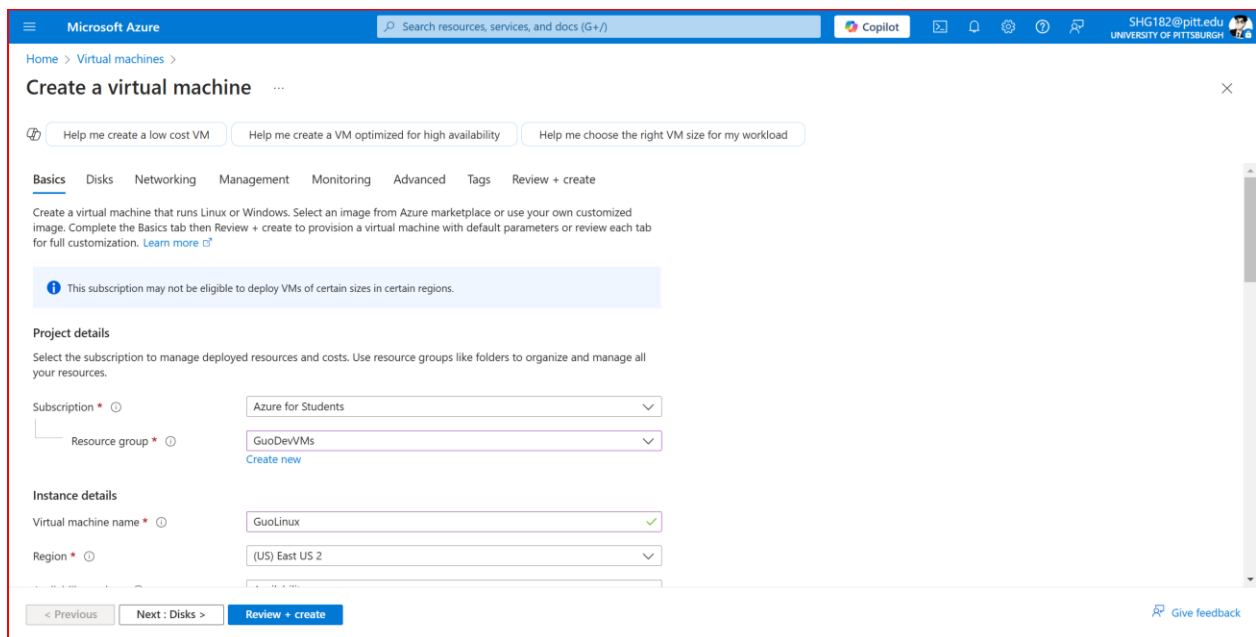 Microsoft Azure
Search resources, services, and docs (G+/)
Copilot
SHG182@pitt.edu
UNIVERSITY OF PITTSBURGH
Home > Virtual machines >
Create a virtual machine ...
Help me create a low cost VM
Help me create a VM optimized for high availability
Help me choose the right VM size for my workload
Basics Disks Networking Management Monitoring Advanced Tags Review + create
Create a virtual machine that runs Linux or Windows. Select an image from Azure marketplace or use your own customized
image. Complete the Basics tab then Review + create to provision a virtual machine with default parameters or review each tab
for full customization. Learn more
This subscription may not be eligible to deploy VMs of certain sizes in certain regions.
Project details
Select the subscription to manage deployed resources and costs. Use resource groups like folders to organize and manage all
your resources.
Subscription *
Azure for Students
Resource group *
GuoDevVMs
Create new
Instance details
Virtual machine name *
GuoLinux
Region *
(US) East US 2
< Previous
Next : Disks >
Review + create
Give feedback